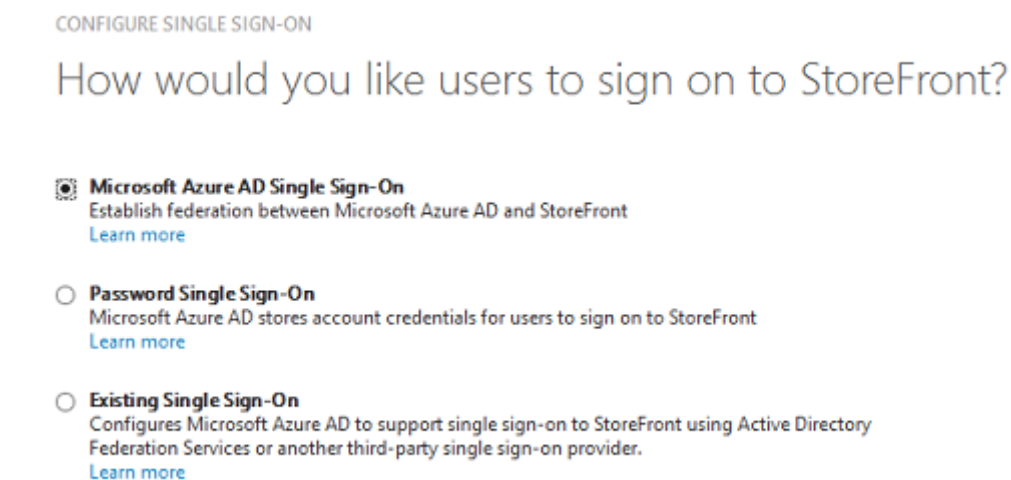 CONFIGURE SINGLE SIGN-ON
How would you like users to sign on to StoreFront?
Microsoft Azure AD Single Sign-On
Establish federation between Microsoft Azure AD and StoreFront
Learn more
Password Single Sign-On
Microsoft Azure AD stores account credentials for users to sign on to StoreFront
Learn more
Existing Single Sign-On
Configures Microsoft Azure AD to support single sign-on to StoreFront using Active Directory
Federation Services or another third-party single sign-on provider.
Learn more